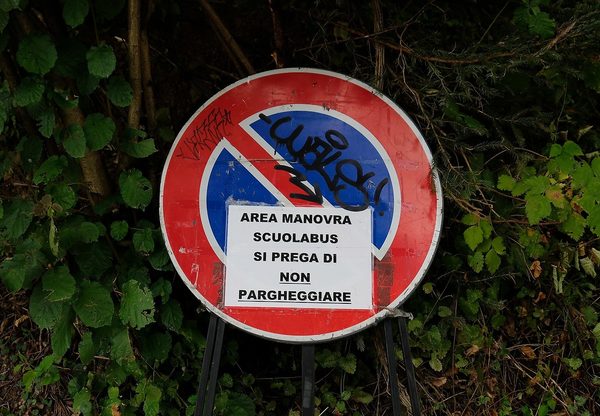 AREA MANOVRA
SCUOLABUS
SI PREGA DI
NON
PARGHEGGIARE